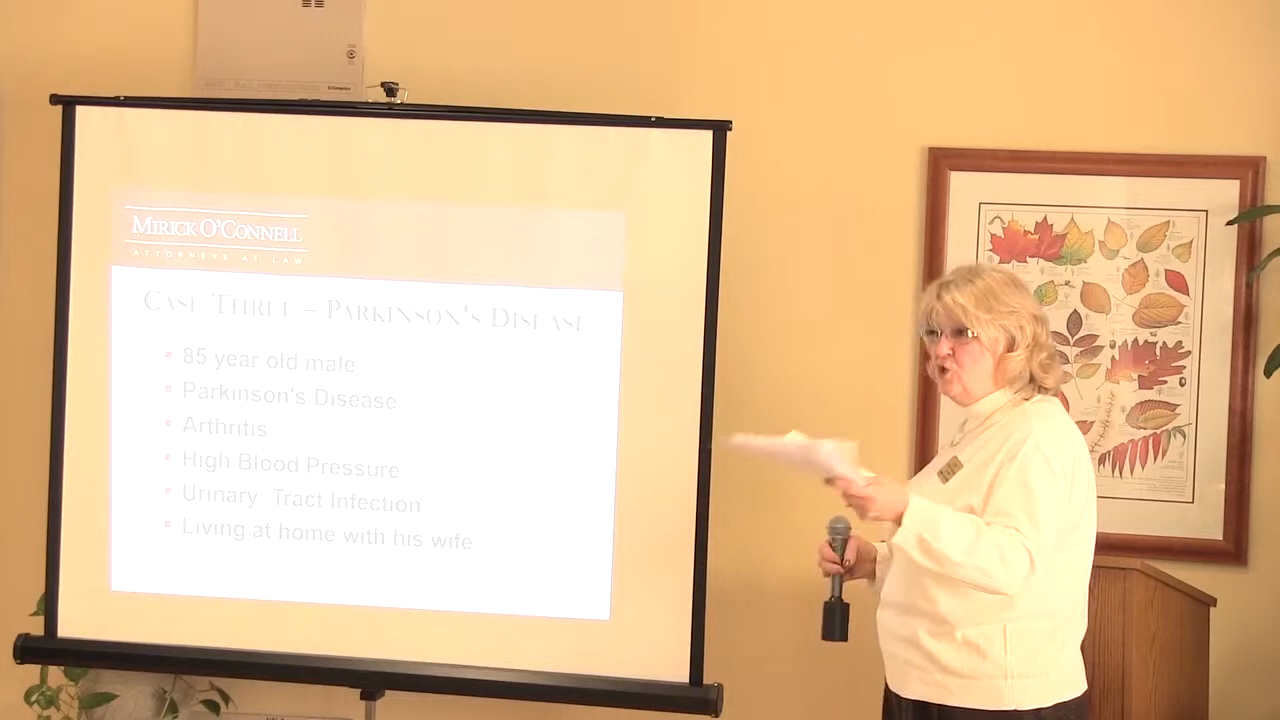 Mirick O'Connell
ATTORNEYS AT LAW
Case Three – Parkinson's Disease
85 year old male
Parkinson's Disease
Arthritis
High Blood Pressure
Urinary Tract Infection
Living at home with his wife